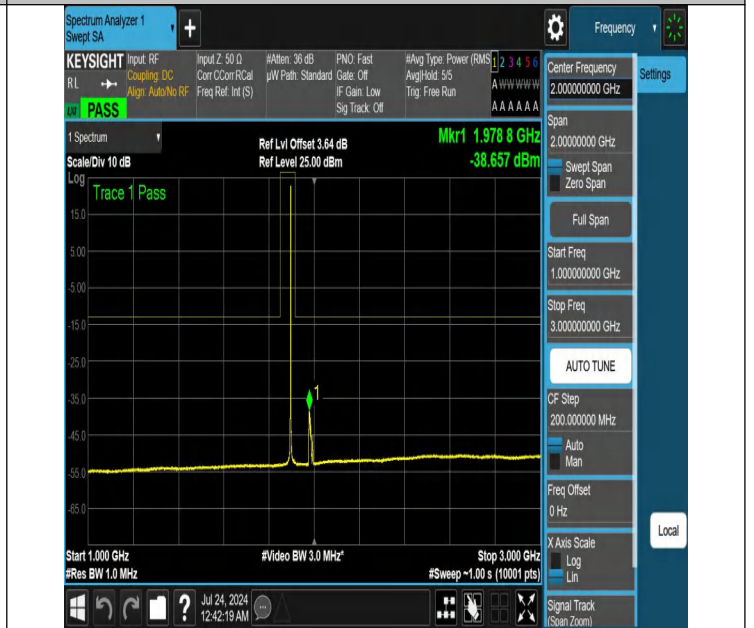 Spectrum Analyzer 1
Swept SA
+
Frequency
KEYSIGHT
RL
LXI
PASS
Input: RF
Coupling: DC
Align: Auto/No RF
Input Z: 50 Ω
Corr CCorr RCal
Freq Ref: Int (S)
#Atten: 36 dB
µW Path: Standard
PNO: Fast
Gate: Off
IF Gain: Low
Sig Track: Off
#Avg Type: Power (RMS
Avg|Hold: 5/5
Trig: Free Run
1 2 3 4 5 6
A W W W W W
A A A A A A
1 Spectrum
Scale/Div 10 dB
Ref Lvl Offset 3.64 dB
Ref Level 25.00 dBm
Mkr1 1.978 8 GHz
-38.657 dBm
Log
Trace 1 Pass
15.0
5.00
-5.00
-15.0
-25.0
-35.0
-45.0
-55.0
-65.0
1
Start 1.000 GHz
#Res BW 1.0 MHz
#Video BW 3.0 MHz*
Stop 3.000 GHz
#Sweep ~1.00 s (10001 pts)
Center Frequency
2.000000000 GHz
Span
2.00000000 GHz
Swept Span
Zero Span
Full Span
Start Freq
1.000000000 GHz
Stop Freq
3.000000000 GHz
AUTO TUNE
CF Step
200.000000 MHz
Auto
Man
Freq Offset
0 Hz
X Axis Scale
Log
Lin
Signal Track
(Span Zoom)
Settings
Local
?
Jul 24, 2024
12:42:19 AM